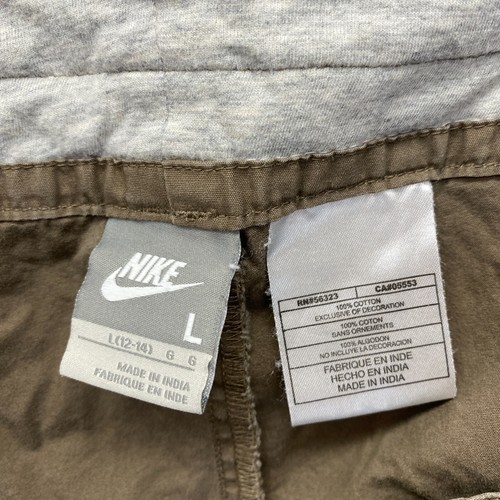 NIKE
L
L(12-14) G G
MADE IN INDIA
FABRIQUE EN INDE
RN#56323 CA#05553
100% COTTON
EXCLUSIVE OF DECORATION
100% COTON
SANS ORNEMENTS
100% ALGODON
NO INCLUYE LA DECORACION
FABRIQUE EN INDE
HECHO EN INDIA
MADE IN INDIA